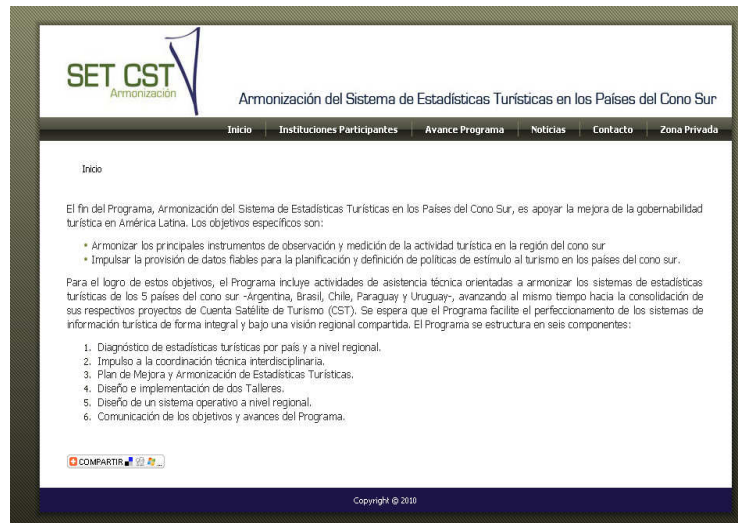 SET CST
Armonización
Armonización del Sistema de Estadísticas Turísticas en los Países del Cono Sur
Inicio Instituciones Participantes Avance Programa Noticias Contacto Zona Privada
Inicio
El fin del Programa, Armonización del Sistema de Estadísticas Turísticas en los Países del Cono Sur, es apoyar la mejora de la gobernabilidad
turística en América Latina. Los objetivos específicos son:
• Armonizar los principales instrumentos de observación y medición de la actividad turística en la región del cono sur
• Impulsar la provisión de datos fiables para la planificación y definición de políticas de estímulo al turismo en los países del cono sur.
Para el logro de estos objetivos, el Programa incluye actividades de asistencia técnica orientadas a armonizar los sistemas de estadísticas
turísticas de los 5 países del cono sur -Argentina, Brasil, Chile, Paraguay y Uruguay-, avanzando al mismo tiempo hacia la consolidación de
sus respectivos proyectos de Cuenta Satélite de Turismo (CST). Se espera que el Programa facilite el perfeccionamiento de los sistemas de
información turística de forma integral y bajo una visión regional compartida. El Programa se estructura en seis componentes:
1. Diagnóstico de estadísticas turísticas por país y a nivel regional.
2. Impulso a la coordinación técnica interdisciplinaria.
3. Plan de Mejora y Armonización de Estadísticas Turísticas.
4. Diseño e implementación de dos Talleres.
5. Diseño de un sistema operativo a nivel regional.
6. Comunicación de los objetivos y avances del Programa.
COMPARTIR ...
Copyright @ 2010